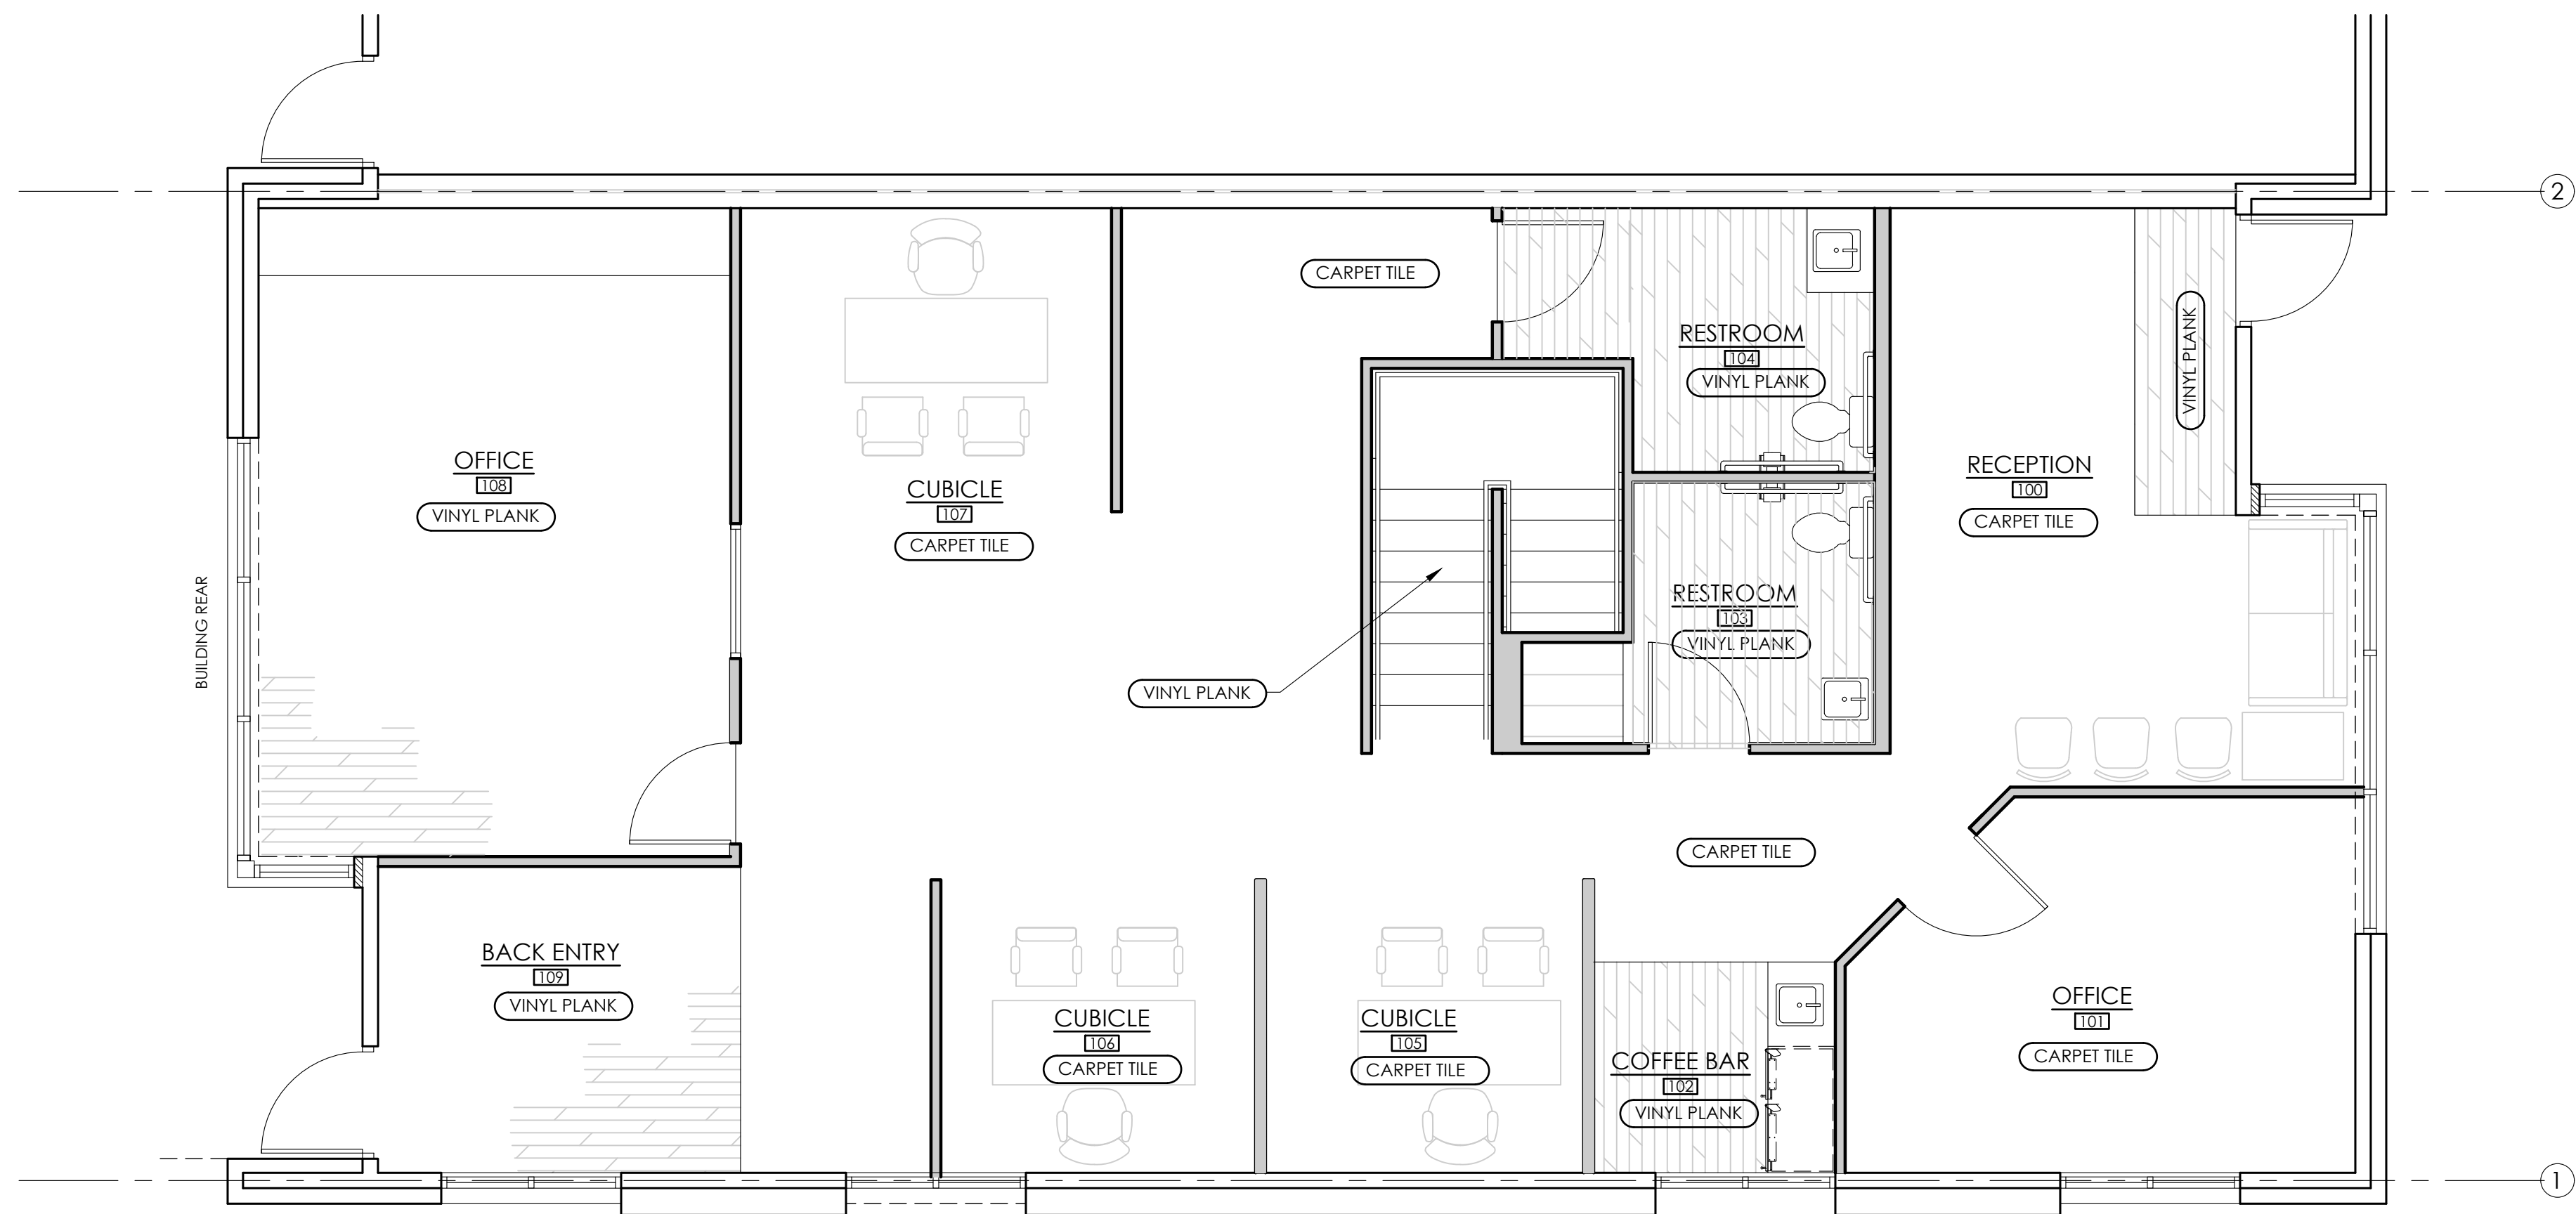 2
CARPET TILE
RESTROOM
104
VINYL PLANK
VINYL PLANK
OFFICE
108
VINYL PLANK
CUBICLE
107
CARPET TILE
RECEPTION
100
CARPET TILE
BUILDING REAR
RESTROOM
103
VINYL PLANK
VINYL PLANK
CARPET TILE
BACK ENTRY
109
VINYL PLANK
CUBICLE
106
CARPET TILE
CUBICLE
105
CARPET TILE
COFFEE BAR
102
VINYL PLANK
OFFICE
101
CARPET TILE
1